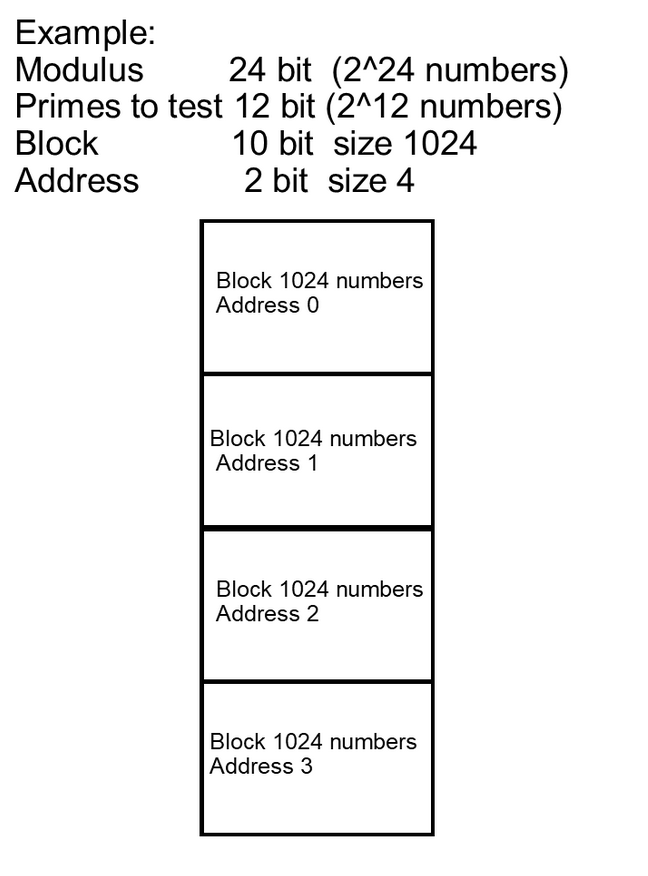 Example:
Modulus 24 bit (2^24 numbers)
Primes to test 12 bit (2^12 numbers)
Block 10 bit size 1024
Address 2 bit size 4
Block 1024 numbers
Address 0
Block 1024 numbers
Address 1
Block 1024 numbers
Address 2
Block 1024 numbers
Address 3